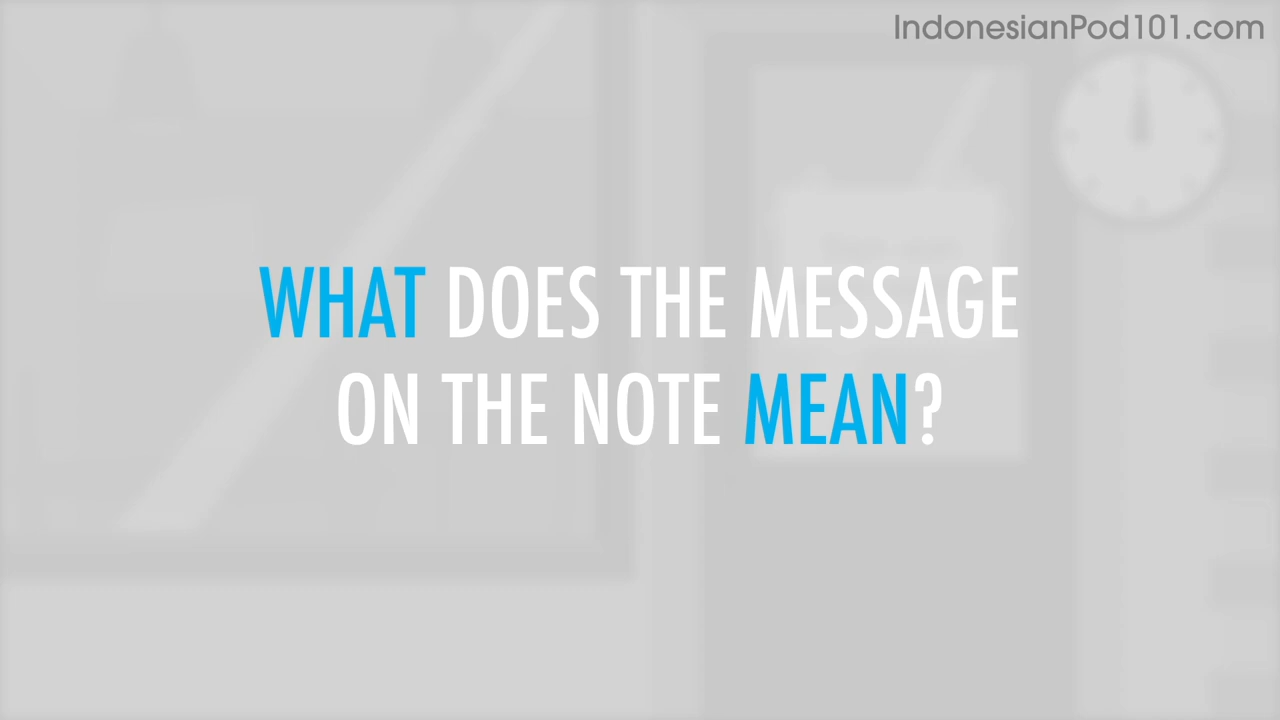 IndonesianPod101.com
WHAT DOES THE MESSAGE
ON THE NOTE MEAN?